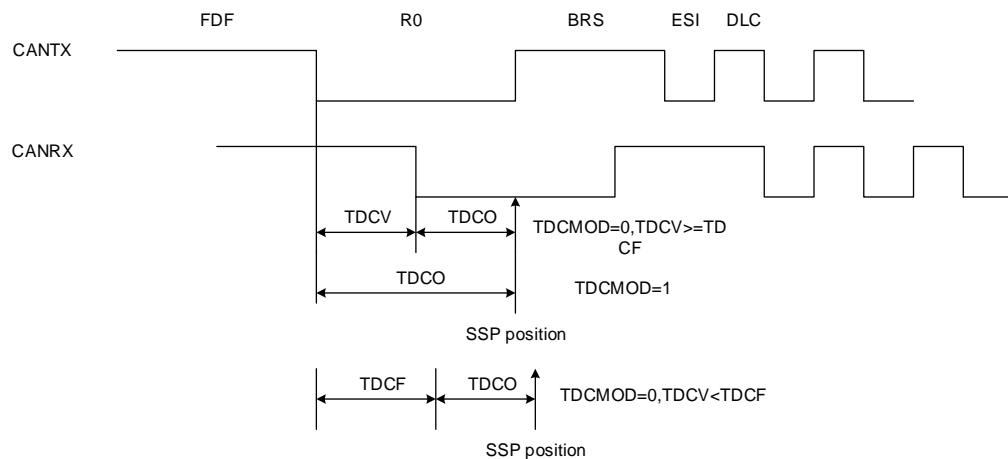 FDF R0 BRS ESI DLC
CANTX
CANRX
TDCV TDCO TDCMOD=0,TDCV>=TD
CF
TDCO TDCMOD=1
SSP position
TDCF TDCO TDCMOD=0,TDCV<TDCF
SSP position